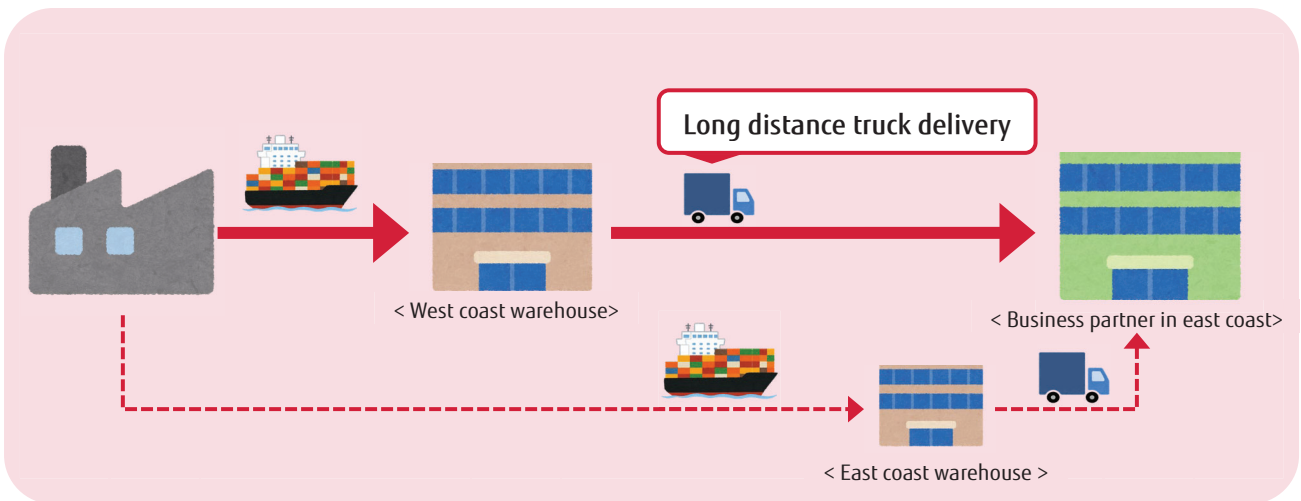 Long distance truck delivery
< West coast warehouse>
< Business partner in east coast>
< East coast warehouse >